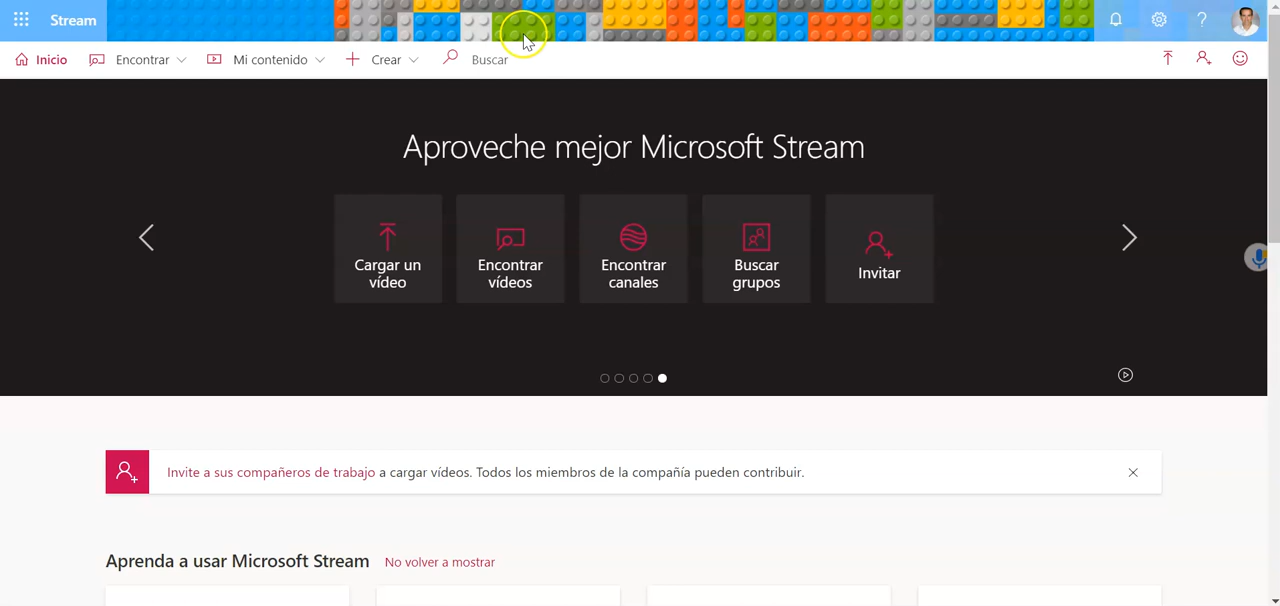 Stream
Inicio Encontrar Mi contenido Crear Buscar
Aproveche mejor Microsoft Stream
Cargar un
vídeo
Encontrar
vídeos
Encontrar
canales
Buscar
grupos
Invitar
Invite a sus compañeros de trabajo a cargar vídeos. Todos los miembros de la compañía pueden contribuir.
Aprenda a usar Microsoft Stream No volver a mostrar